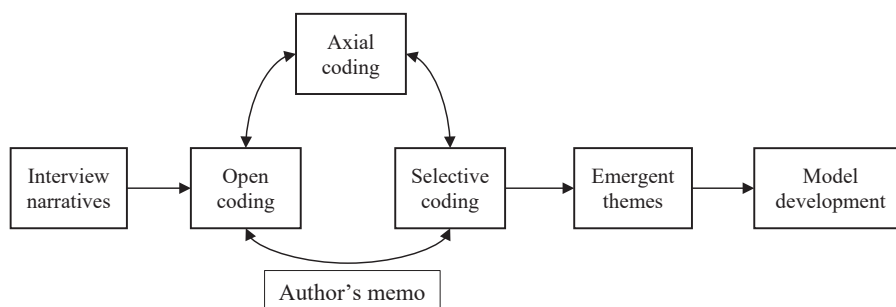 Axial
coding
Interview
narratives
Open
coding
Selective
coding
Emergent
themes
Model
development
Author’s memo